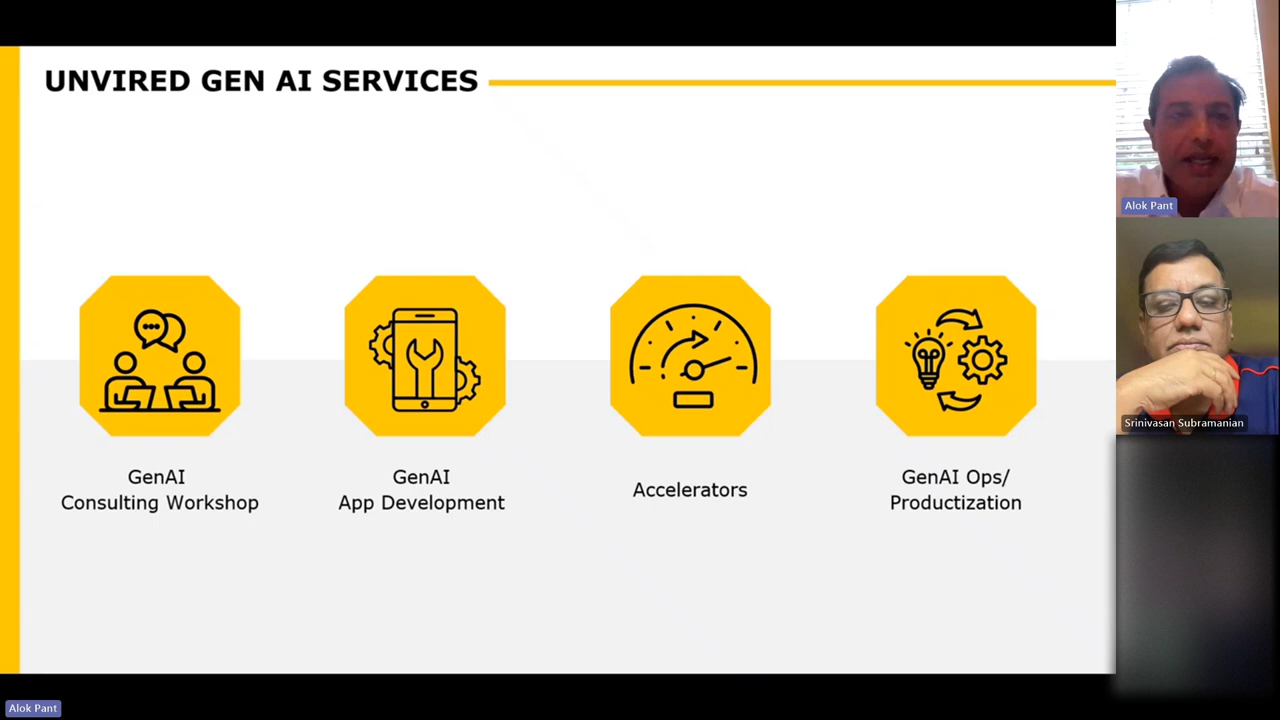 UNVIRED GEN AI SERVICES
GenAI
Consulting Workshop
GenAI
App Development
Accelerators
GenAI Ops/
Productization
Alok Pant
Srinivasan Subramanian
Alok Pant